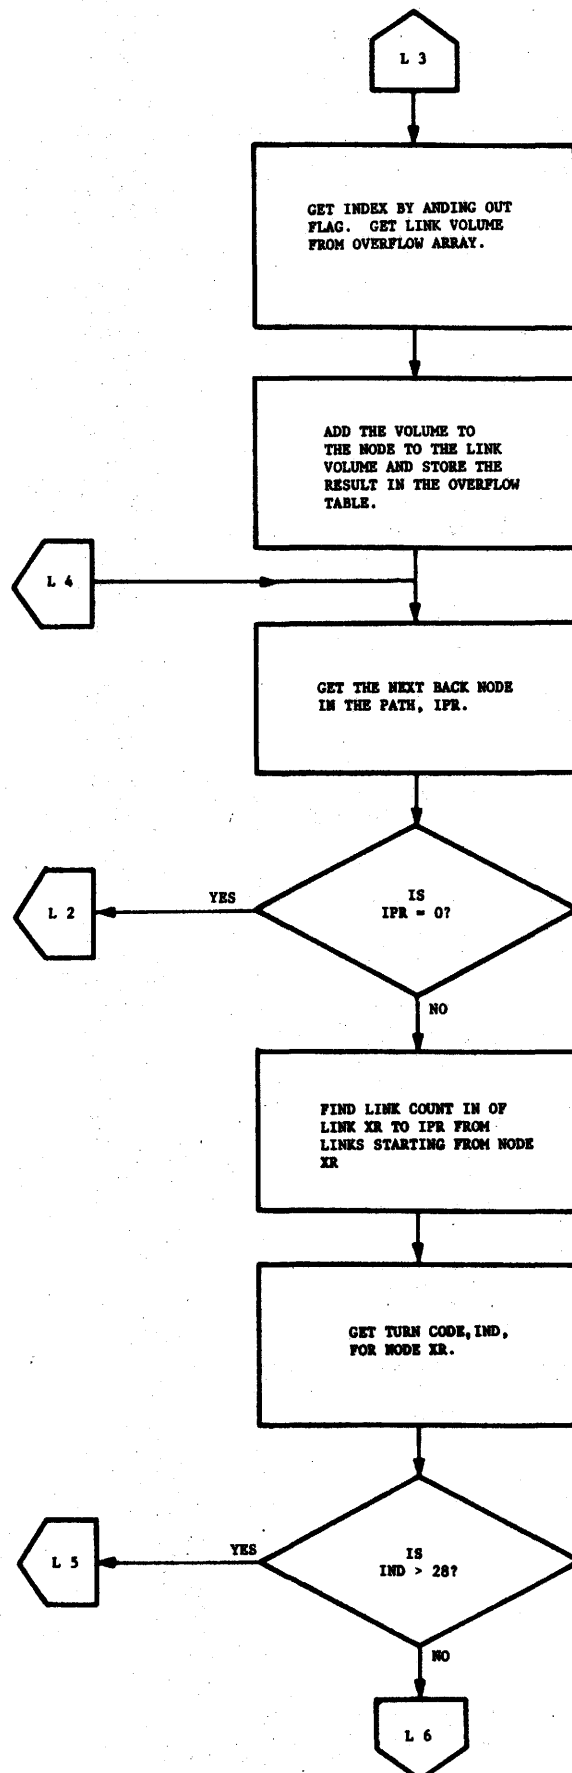 L 3
GET INDEX BY ANDING OUT
FLAG. GET LINK VOLUME
FROM OVERFLOW ARRAY.
ADD THE VOLUME TO
THE NODE TO THE LINK
VOLUME AND STORE THE
RESULT IN THE OVERFLOW
TABLE.
L 4
GET THE NEXT BACK NODE
IN THE PATH, IPR.
YES
IS
IPR = 0?
L 2
NO
FIND LINK COUNT IN OF
LINK XR TO IPR FROM
LINKS STARTING FROM NODE
XR
GET TURN CODE,IND,
FOR NODE XR.
YES
IS
IND > 28?
L 5
NO
L 6